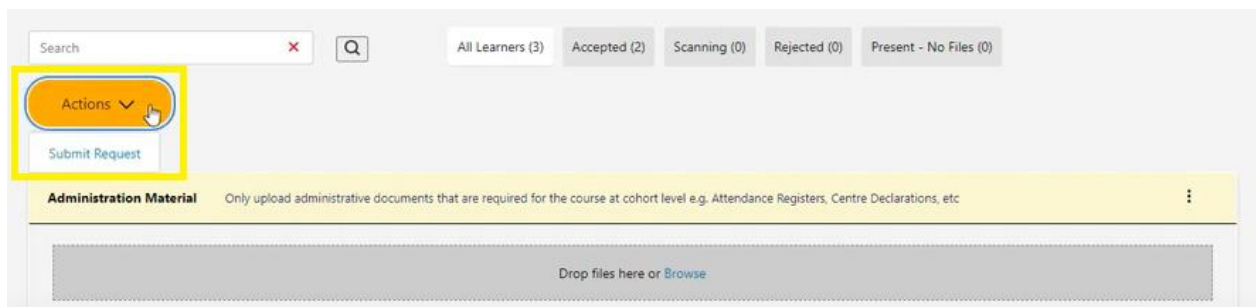 Search
All Learners (3) Accepted (2) Scanning (0) Rejected (0) Present - No Files (0)
Actions
Submit Request
Administration Material Only upload administrative documents that are required for the course at cohort level e.g. Attendance Registers, Centre Declarations, etc
Drop files here or Browse